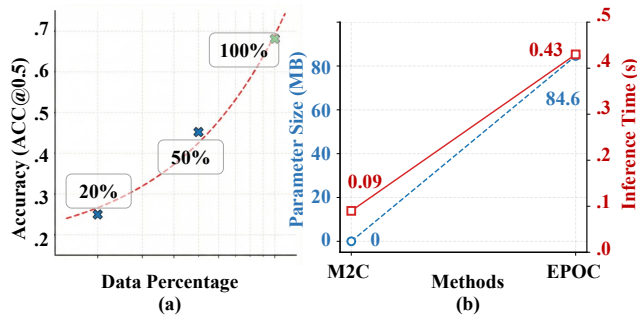 Accuracy (ACC@0.5)
.7
.6
.5
.4
.3
.2
20%
50%
100%
Data Percentage
(a)
Parameter Size (MB)
80
60
40
20
0
0.09
0
0.43
84.6
.5
.4
.3
.2
.1
.0
Inference Time (s)
M2C
Methods
EPOC
(b)